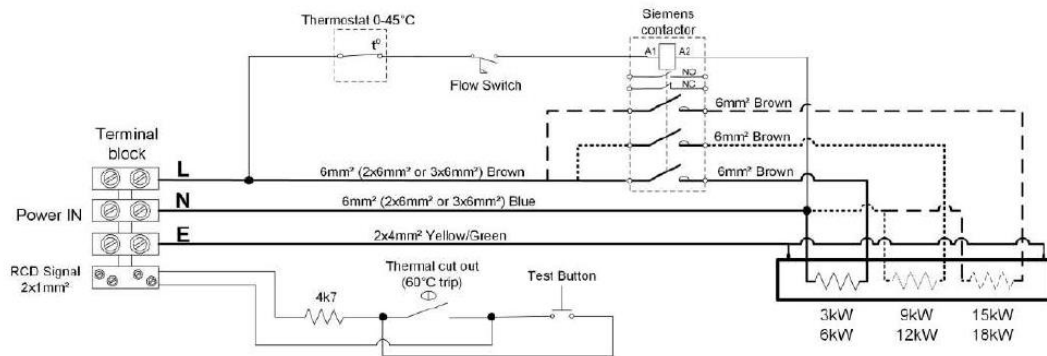 Siemens
contactor
Thermostat 0-45°C
t°
A1
A2
Flow Switch
NO
NC
6mm² Brown
6mm² Brown
6mm² Brown
Terminal
block
L
6mm² (2x6mm² or 3x6mm²) Brown
N
6mm² (2x6mm² or 3x6mm²) Blue
Power IN
E
2x4mm² Yellow/Green
RCD Signal
2x1mm²
4k7
Thermal cut out
(60°C trip)
Test Button
3kW
6kW
9kW
12kW
15kW
18kW